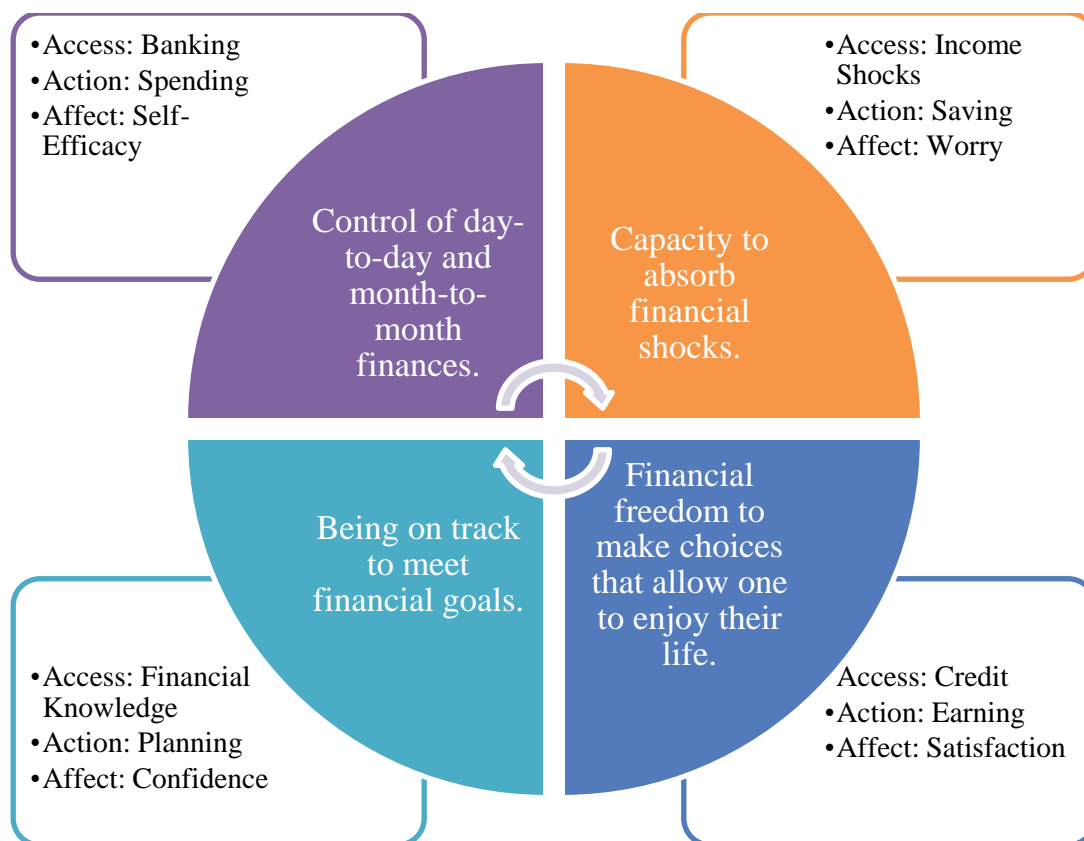 •Access: Banking
•Action: Spending
•Affect: Self-
Efficacy
•Access: Income
Shocks
•Action: Saving
•Affect: Worry
Control of day-
to-day and
month-to-
month
finances.
Capacity to
absorb
financial
shocks.
Being on track
to meet
financial goals.
Financial
freedom to
make choices
that allow one
to enjoy their
life.
•Access: Financial
Knowledge
•Action: Planning
•Affect: Confidence
Access: Credit
•Action: Earning
•Affect: Satisfaction